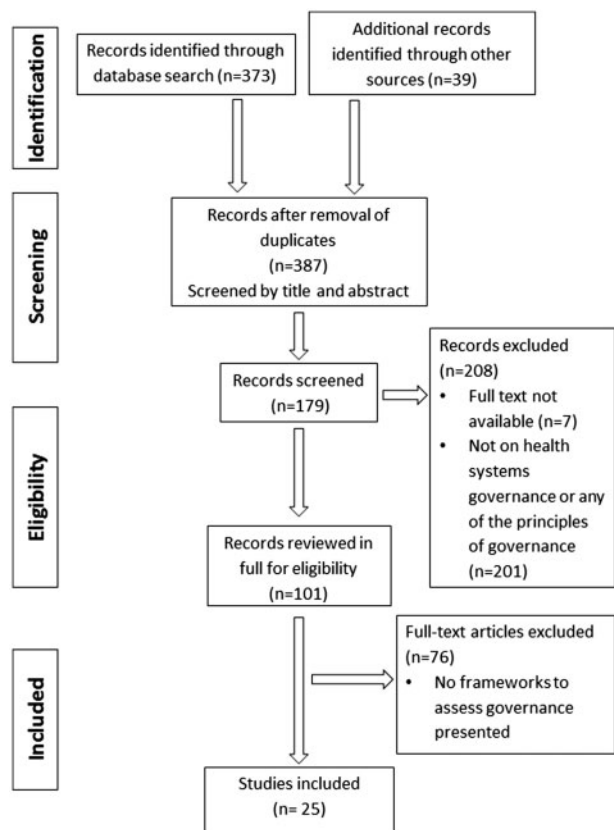 Identification
Records identified through
database search (n=373)
Additional records
identified through other
sources (n=39)
Screening
Records after removal of
duplicates
(n=387)
Screened by title and abstract
Records screened
(n=179)
Records excluded
(n=208)
• Full text not
available (n=7)
• Not on health
systems
governance or any
of the principles
of governance
(n=201)
Eligibility
Records reviewed in
full for eligibility
(n=101)
Full-text articles excluded
(n=76)
• No frameworks to
assess governance
presented
Included
Studies included
(n= 25)